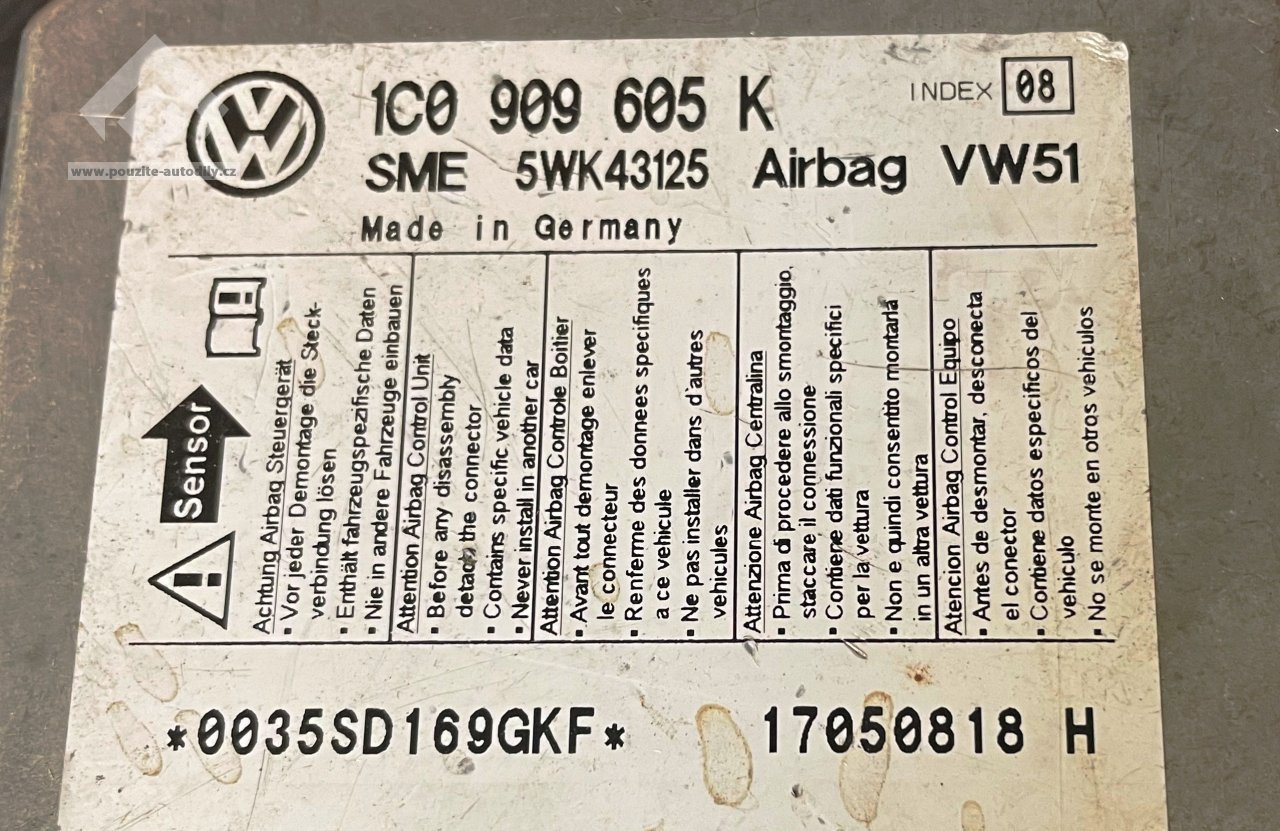 1C0 909 605 K
INDEX 08
SME 5WK43125 Airbag VW51
Made in Germany
www.pouzite-autodily.cz
Sensor
Achtung Airbag Steuergerät
▪ Vor jeder Demontage die Steck-
verbindung lösen
▪ Enthält fahrzeugspezifische Daten
▪ Nie in andere Fahrzeuge einbauen
Attention Airbag Control Unit
▪ Before any disassembly
detach the connector
▪ Contains specific vehicle data
▪ Never install in another car
Attention Airbag Controle Boitier
▪ Avant tout demontage enlever
le connecteur
▪ Renferme des donnees specifiques
a ce vehicule
▪ Ne pas installer dans d'autres
vehicules
Attenzione Airbag Centralina
▪ Prima di procedere allo smontaggio,
staccare il connessione
▪ Contiene dati funzionali specifici
per la vettura
▪ Non e quindi consentito montarla
in un altra vettura
Atencion Airbag Control Equipo
▪ Antes de desmontar, desconecta
el conector
▪ Contiene datos especificos del
vehiculo
▪ No se monte en otros vehiculos
*0035SD169GKF* 17050818 H